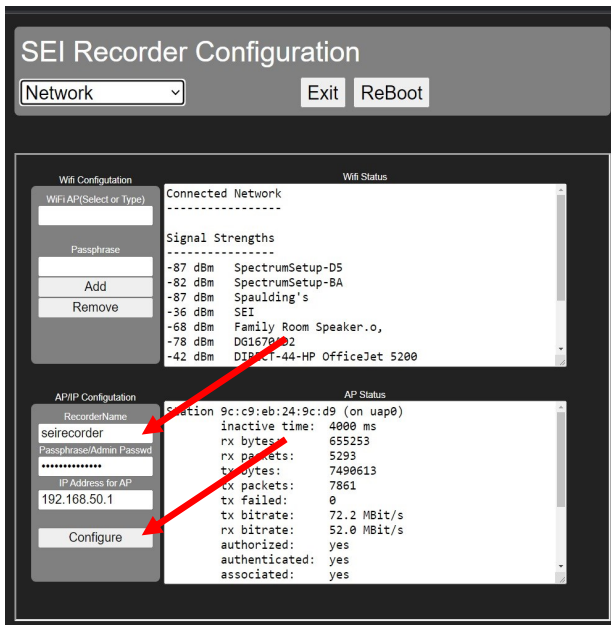 SEI Recorder Configuration
Network
Exit
ReBoot
Wifi Configutation
Wifi Status
WiFi AP(Select or Type)
Passphrase
Add
Remove
Connected Network
-----------------
Signal Strengths
----------------
-87 dBm SpectrumSetup-D5
-82 dBm SpectrumSetup-BA
-87 dBm Spaulding's
-36 dBm SEI
-68 dBm Family Room Speaker.o,
-78 dBm
-42 dBm DIRECT-44-HP OfficeJet 5200
AP/IP Configutation
AP Status
RecorderName
seirecorder
Passphrase/Admin Passwd
••••••••••••••
IP Address for AP
192.168.50.1
Configure
Station 9c:c9:eb:24:9c:d9 (on uap0)
inactive time: 4000 ms
rx bytes: 655253
rx packets: 5293
tx bytes: 7490613
tx packets: 7861
tx failed: 0
tx bitrate: 72.2 MBit/s
rx bitrate: 52.0 MBit/s
authorized: yes
authenticated: yes
associated: yes